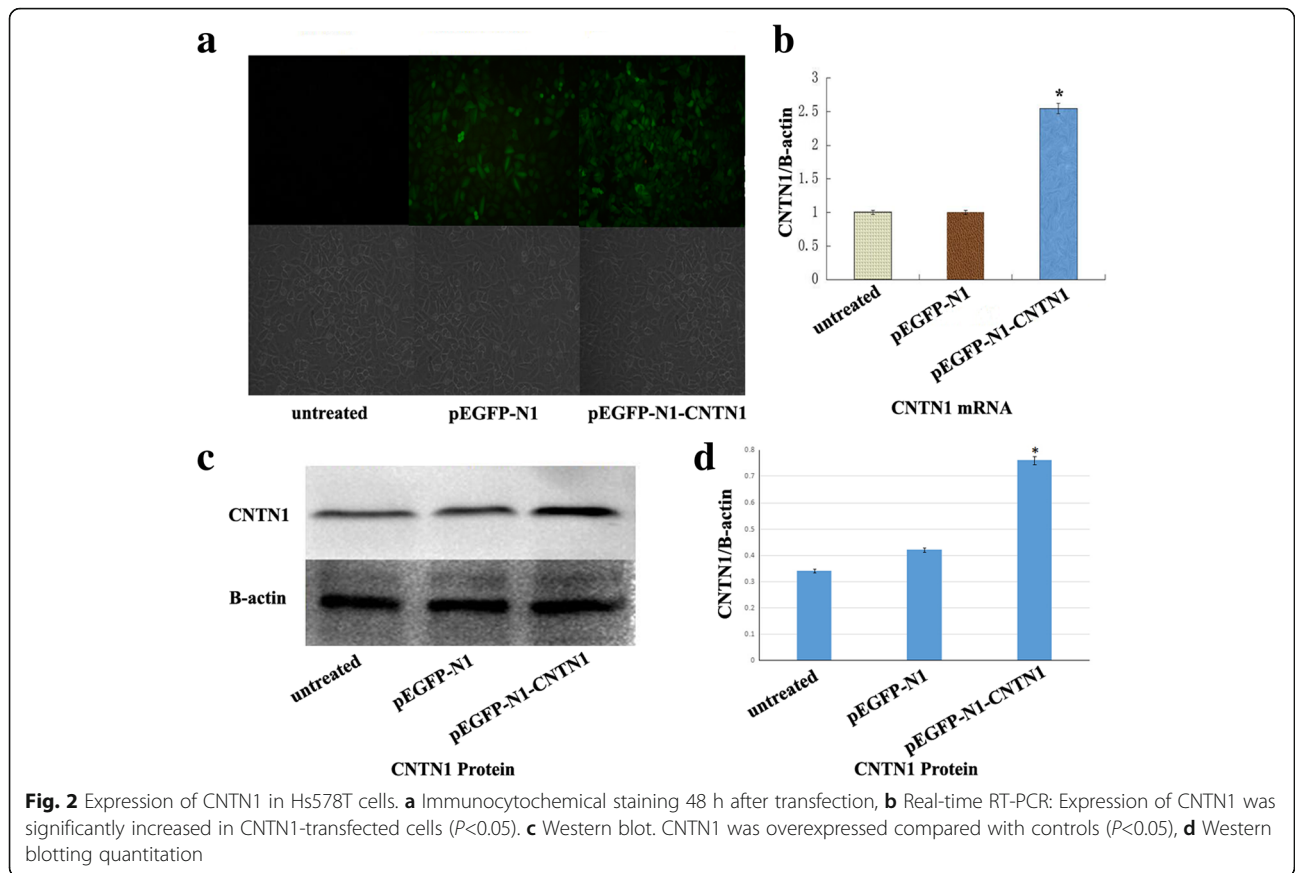 a
untreated
pEGFP-N1
pEGFP-N1-CNTN1
b
CNTN1/B-actin
3
2.5
2
1.5
1
0.5
0
*
untreated
pEGFP-N1
pEGFP-N1-CNTN1
CNTN1 mRNA
c
CNTN1
B-actin
untreated
pEGFP-N1
pEGFP-N1-CNTN1
CNTN1 Protein
d
CNTN1/B-actin
0.8
0.7
0.6
0.5
0.4
0.3
0.2
0.1
0
*
untreated
pEGFP-N1
pEGFP-N1-CNTN1
CNTN1 Protein
Fig. 2 Expression of CNTN1 in Hs578T cells. a Immunocytochemical staining 48 h after transfection, b Real-time RT-PCR: Expression of CNTN1 was
significantly increased in CNTN1-transfected cells (P<0.05). c Western blot. CNTN1 was overexpressed compared with controls (P<0.05), d Western
blotting quantitation